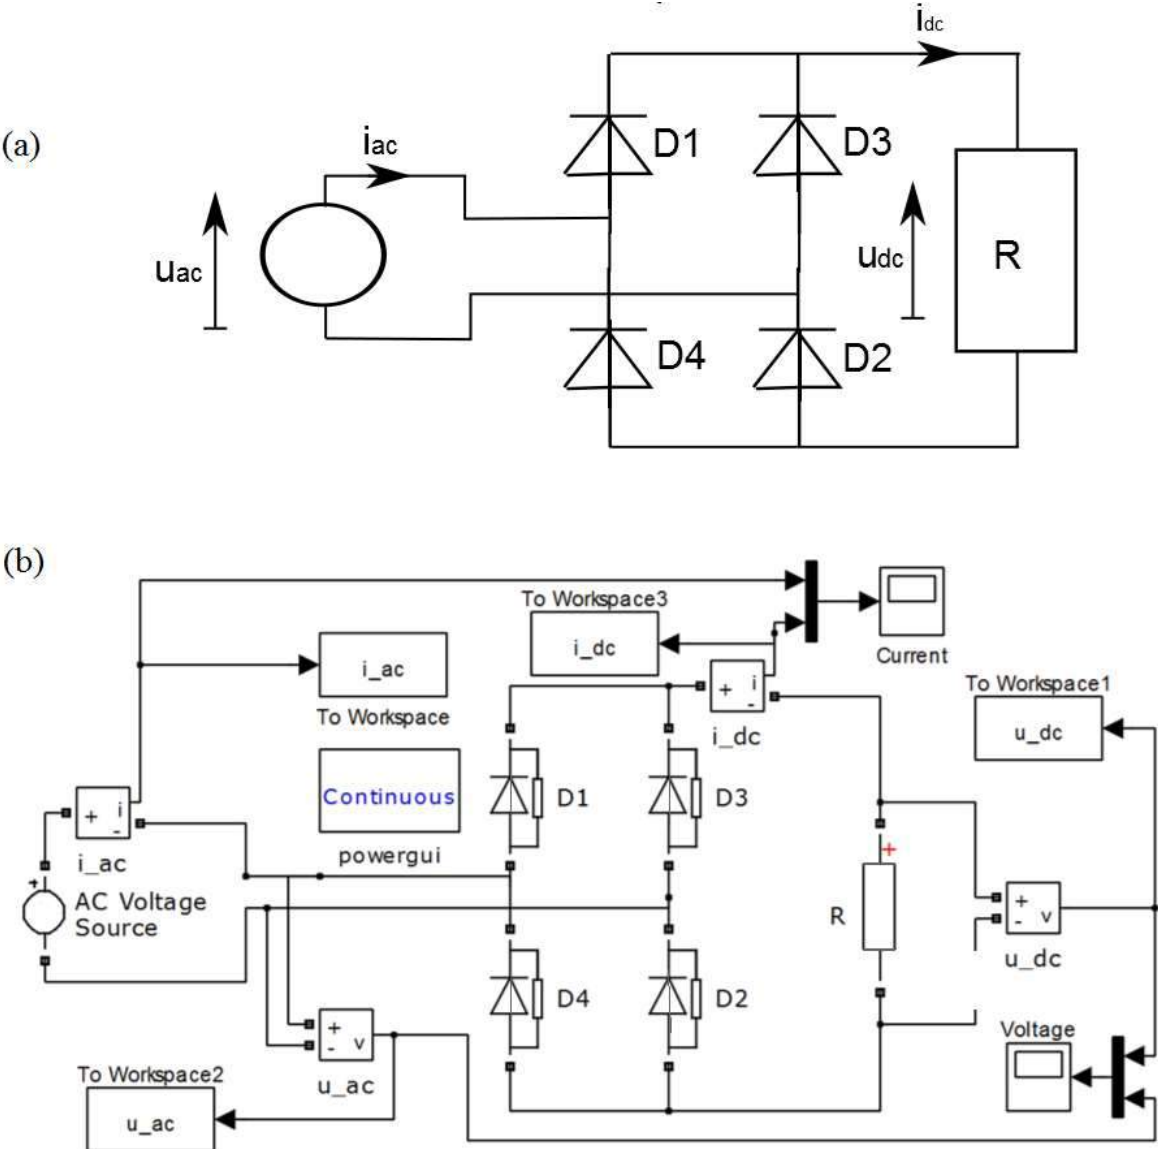 (a)
idc
iac
D1
D3
uac
udc
R
D4
D2
(b)
To Workspace3
i_dc
i
+
-
i_dc
Current
i_ac
To Workspace
To Workspace1
u_dc
Continuous
powergui
D1
D3
+
i
-
i_ac
+
AC Voltage
Source
+
R
+
-
v
u_dc
D4
D2
+
-
v
u_ac
Voltage
To Workspace2
u_ac